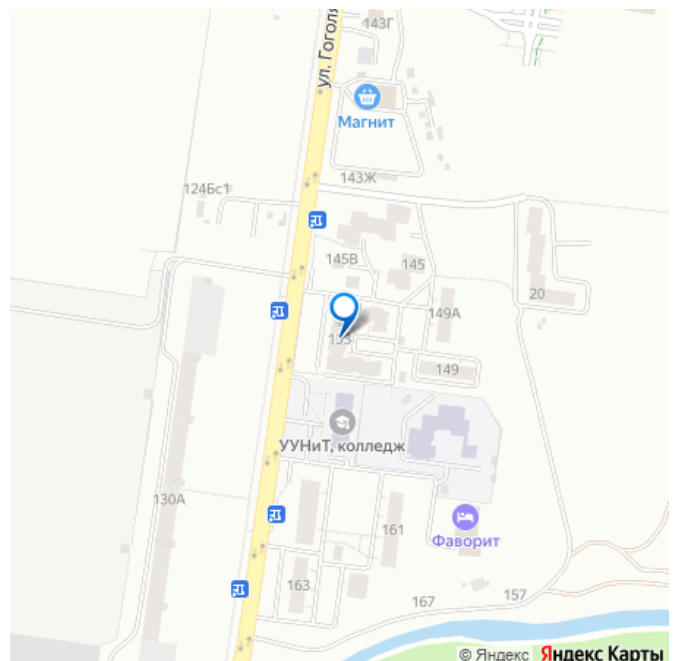 143Г
ул. Гоголя
Магнит
143Ж
124Бс1
145В
145
20
149А
153
149
УУНиТ, колледж
130А
161
Фаворит
163
157
167
© Яндекс Яндекс Карты